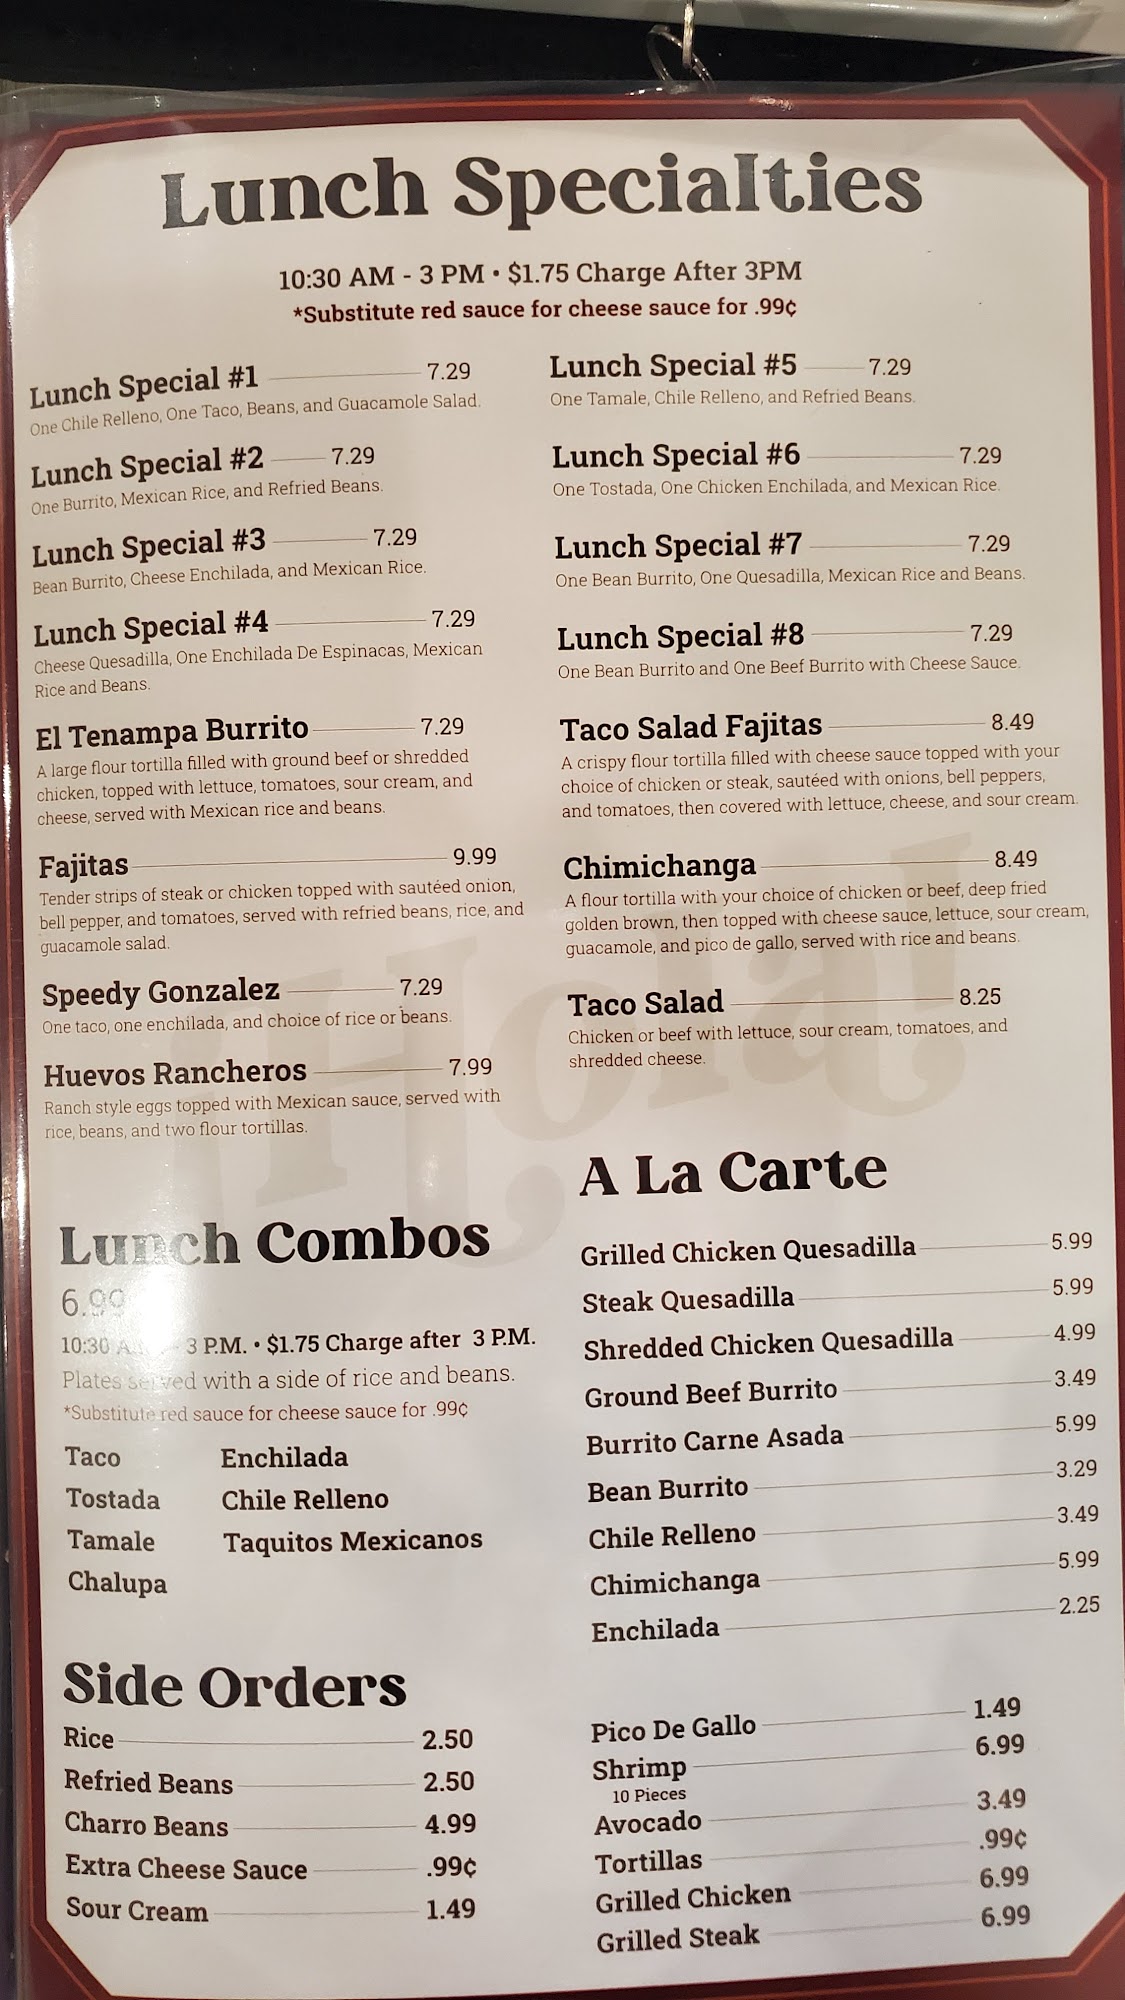 Lunch Specialties
10:30 AM - 3 PM • $1.75 Charge After 3PM
*Substitute red sauce for cheese sauce for .99¢
Lunch Special #1 7.29
One Chile Relleno, One Taco, Beans, and Guacamole Salad.
Lunch Special #2 7.29
One Burrito, Mexican Rice, and Refried Beans.
Lunch Special #3 7.29
Bean Burrito, Cheese Enchilada, and Mexican Rice.
Lunch Special #4 7.29
Cheese Quesadilla, One Enchilada De Espinacas, Mexican
Rice and Beans.
El Tenampa Burrito 7.29
A large flour tortilla filled with ground beef or shredded
chicken, topped with lettuce, tomatoes, sour cream, and
cheese, served with Mexican rice and beans.
Fajitas 9.99
Tender strips of steak or chicken topped with sautéed onion,
bell pepper, and tomatoes, served with refried beans, rice, and
guacamole salad.
Speedy Gonzalez 7.29
One taco, one enchilada, and choice of rice or beans.
Huevos Rancheros 7.99
Ranch style eggs topped with Mexican sauce, served with
rice, beans, and two flour tortillas.
Lunch Special #5 7.29
One Tamale, Chile Relleno, and Refried Beans.
Lunch Special #6 7.29
One Tostada, One Chicken Enchilada, and Mexican Rice.
Lunch Special #7 7.29
One Bean Burrito, One Quesadilla, Mexican Rice and Beans.
Lunch Special #8 7.29
One Bean Burrito and One Beef Burrito with Cheese Sauce.
Taco Salad Fajitas 8.49
A crispy flour tortilla filled with cheese sauce topped with your
choice of chicken or steak, sautéed with onions, bell peppers,
and tomatoes, then covered with lettuce, cheese, and sour cream.
Chimichanga 8.49
A flour tortilla with your choice of chicken or beef, deep fried
golden brown, then topped with cheese sauce, lettuce, sour cream,
guacamole, and pico de gallo, served with rice and beans.
Taco Salad 8.25
Chicken or beef with lettuce, sour cream, tomatoes, and
shredded cheese.
¡Hola!
Lunch Combos
6.99
10:30 A.M. - 3 P.M. • $1.75 Charge after 3 P.M.
Plates served with a side of rice and beans.
*Substitute red sauce for cheese sauce for .99¢
Taco Enchilada
Tostada Chile Relleno
Tamale Taquitos Mexicanos
Chalupa
A La Carte
Grilled Chicken Quesadilla 5.99
Steak Quesadilla 5.99
Shredded Chicken Quesadilla 4.99
Ground Beef Burrito 3.49
Burrito Carne Asada 5.99
Bean Burrito 3.29
Chile Relleno 3.49
Chimichanga 5.99
Enchilada 2.25
Side Orders
Rice 2.50
Refried Beans 2.50
Charro Beans 4.99
Extra Cheese Sauce .99¢
Sour Cream 1.49
Pico De Gallo 1.49
Shrimp 6.99
10 Pieces
Avocado 3.49
Tortillas .99¢
Grilled Chicken 6.99
Grilled Steak 6.99